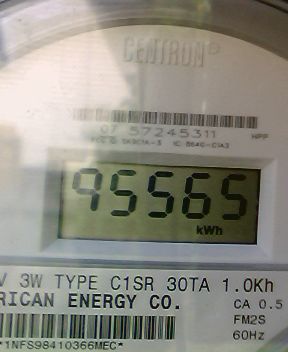 CENTRON®
07 57245311 HPP
95565
kWh
V 3W TYPE C1SR 30TA 1.0Kh
RICAN ENERGY CO. CA 0.5
FM2S
60Hz
*1NFS98410366MEC*